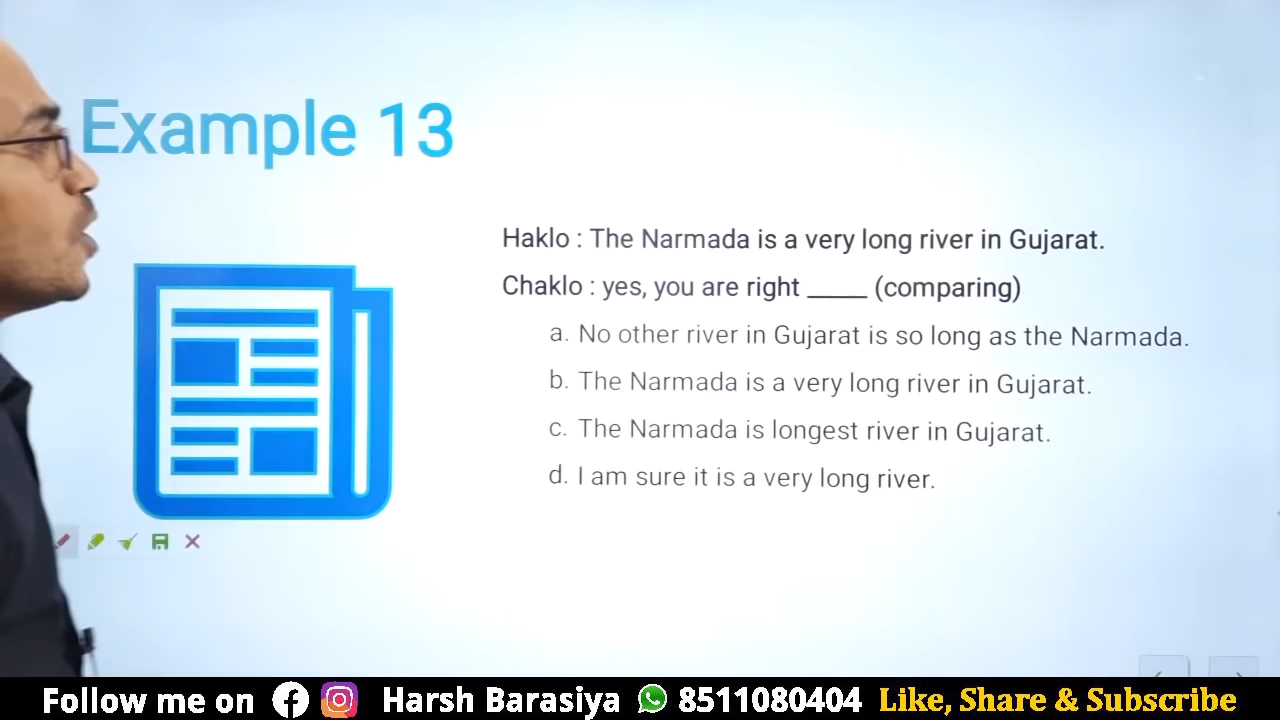 Example 13
Haklo : The Narmada is a very long river in Gujarat.
Chaklo : yes, you are right _____ (comparing)
a. No other river in Gujarat is so long as the Narmada.
b. The Narmada is a very long river in Gujarat.
c. The Narmada is longest river in Gujarat.
d. I am sure it is a very long river.
Follow me on Harsh Barasiya 8511080404 Like, Share & Subscribe